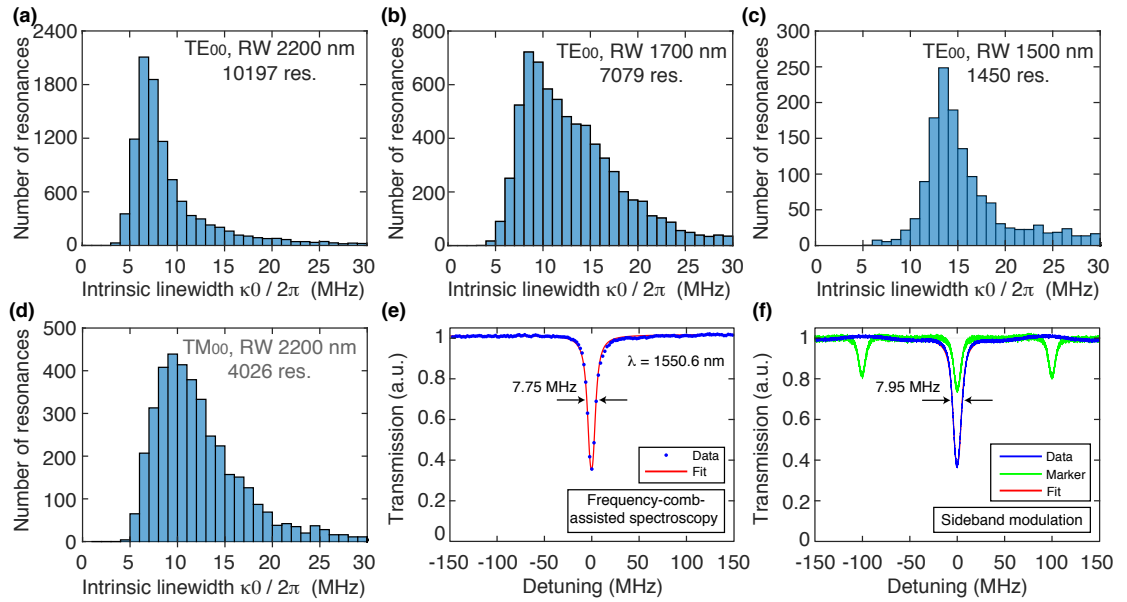 (a)
TE00, RW 2200 nm
10197 res.
Number of resonances
2400
1800
1200
600
0
5 10 15 20 25 30
Intrinsic linewidth κ0 / 2π (MHz)
(b)
TE00, RW 1700 nm
7079 res.
Number of resonances
800
600
400
200
0
0 5 10 15 20 25 30
Intrinsic linewidth κ0 / 2π (MHz)
(c)
TE00, RW 1500 nm
1450 res.
Number of resonances
300
250
200
150
100
50
0
0 5 10 15 20 25 30
Intrinsic linewidth κ0 / 2π (MHz)
(d)
TM00, RW 2200 nm
4026 res.
Number of resonances
500
400
300
200
100
0
0 5 10 15 20 25 30
Intrinsic linewidth κ0 / 2π (MHz)
(e)
λ = 1550.6 nm
7.75 MHz
Transmission (a.u.)
1
0.8
0.6
0.4
0.2
0
Data
Fit
Frequency-comb-
assisted spectroscopy
-150 -100 -50 0 50 100 150
Detuning (MHz)
(f)
7.95 MHz
Transmission (a.u.)
1
0.8
0.6
0.4
0.2
0
Data
Marker
Fit
Sideband modulation
-150 -100 -50 0 50 100 150
Detuning (MHz)